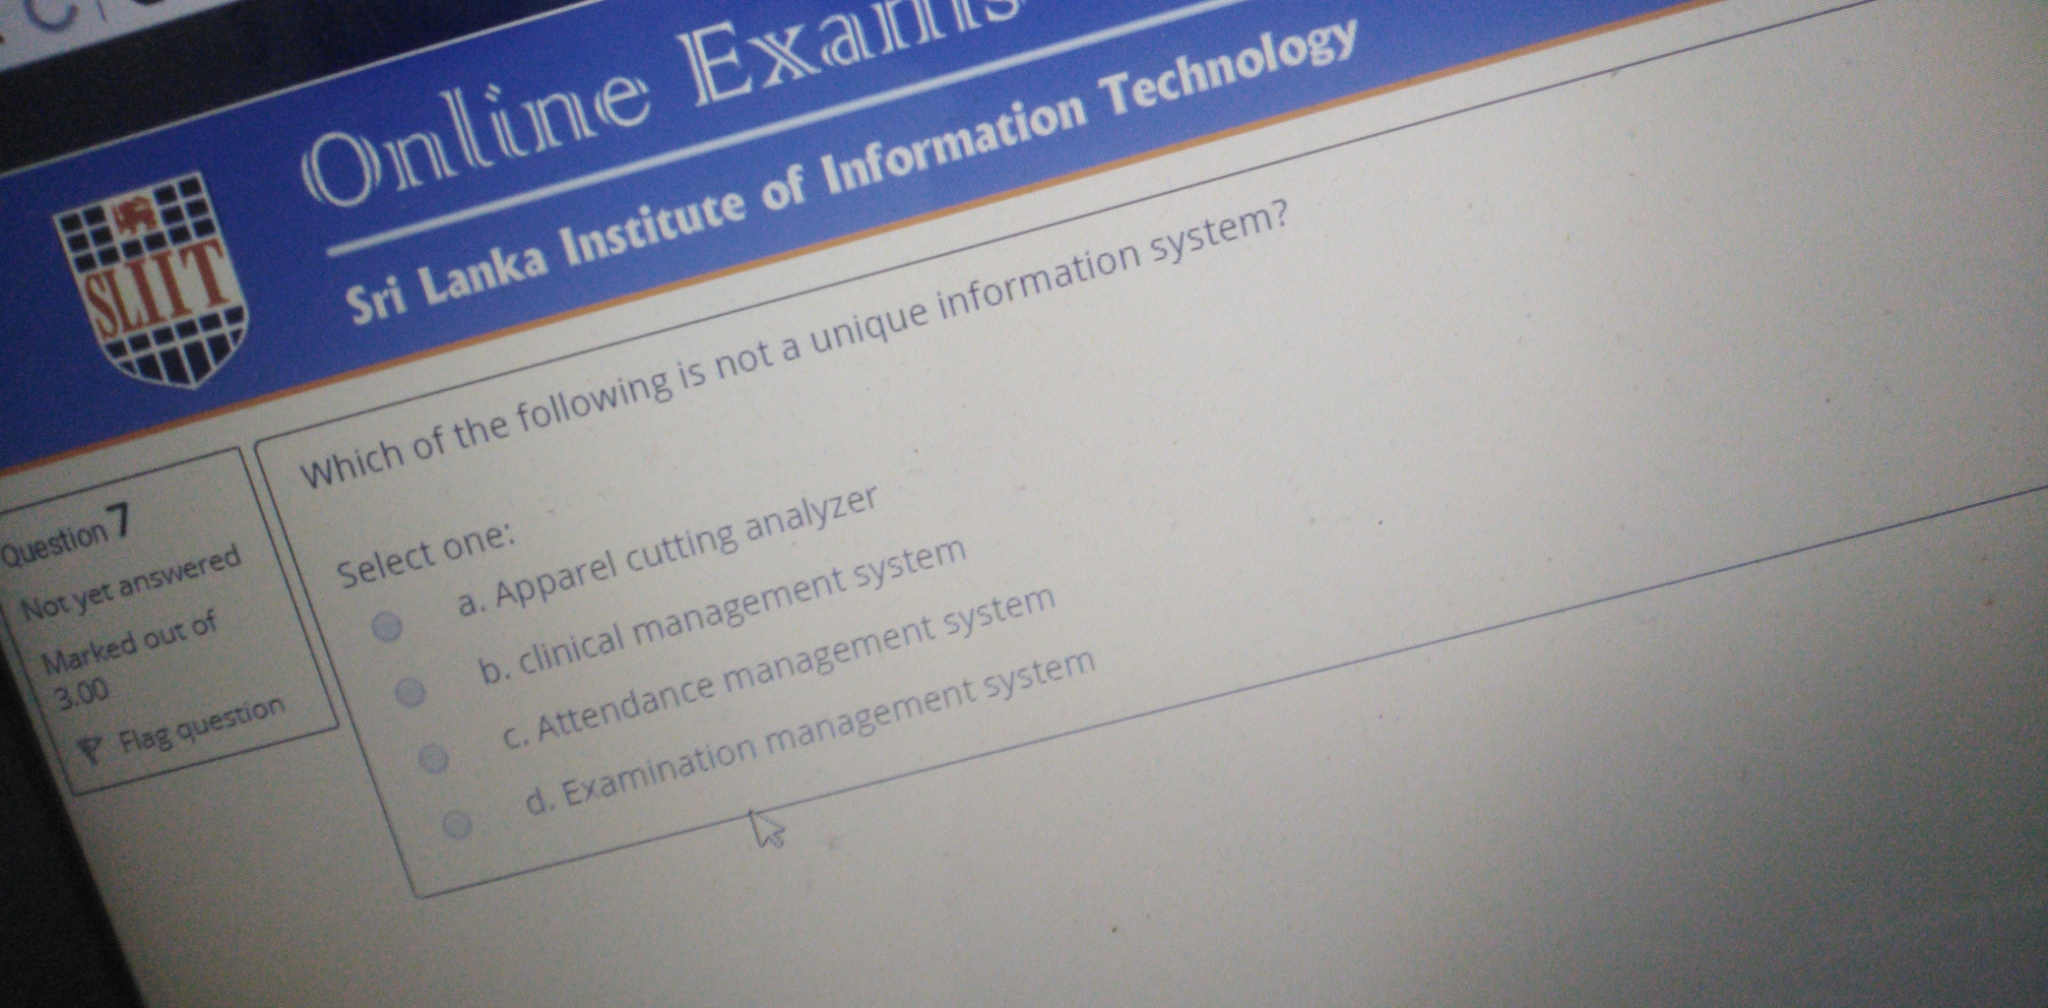 Online Exams
Sri Lanka Institute of Information Technology
SLIIT
Question 7
Not yet answered
Marked out of
3.00
Flag question
Which of the following is not a unique information system?
Select one:
a. Apparel cutting analyzer
b. clinical management system
c. Attendance management system
d. Examination management system